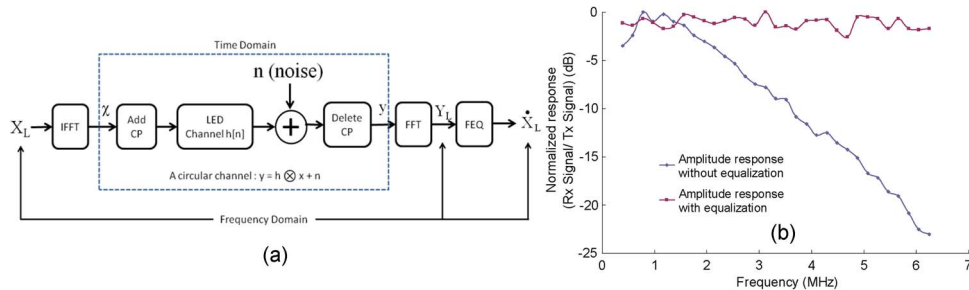 Time Domain
n (noise)
X_L
IFFT
χ
Add CP
LED Channel h[n]
+
Delete CP
y
FFT
Y_L
FEQ
Ẋ_L
A circular channel : y = h ⊗ x + n
Frequency Domain
(a)
Normalized response
(Rx Signal/ Tx Signal) (dB)
0
-5
-10
-15
-20
-25
Amplitude response
without equalization
Amplitude response
with equalization
(b)
0 1 2 3 4 5 6 7
Frequency (MHz)